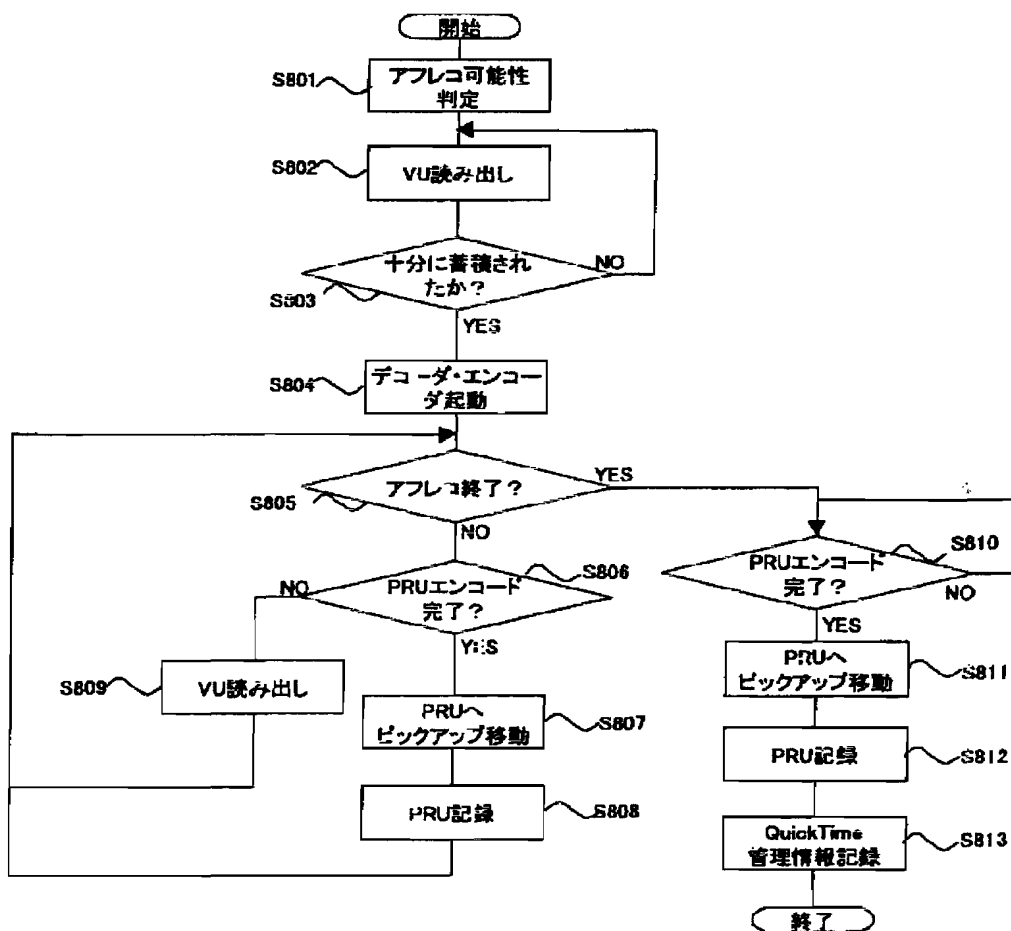 開始
S801
アフレコ可能性
判定
S802
VU読み出し
十分に蓄積され
たか？
NO
S803
YES
S804
デコーダ・エンコー
ダ起動
アフレコ終了？
YES
S805
NO
PRUエンコード
完了？
S806
NO
YES
S809
VU読み出し
PRUへ
ピックアップ移動
S807
PRU記録
S808
PRUエンコード
完了？
S810
NO
YES
PRUへ
ピックアップ移動
S811
PRU記録
S812
QuickTime
管理情報記録
S813
終了